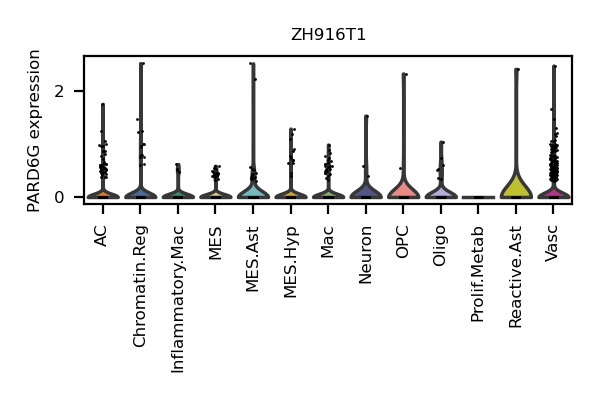 ZH916T1
PARD6G expression
2
0
AC
Chromatin.Reg
Inflammatory.Mac
MES
MES.Ast
MES.Hyp
Mac
Neuron
OPC
Oligo
Prolif.Metab
Reactive.Ast
Vasc